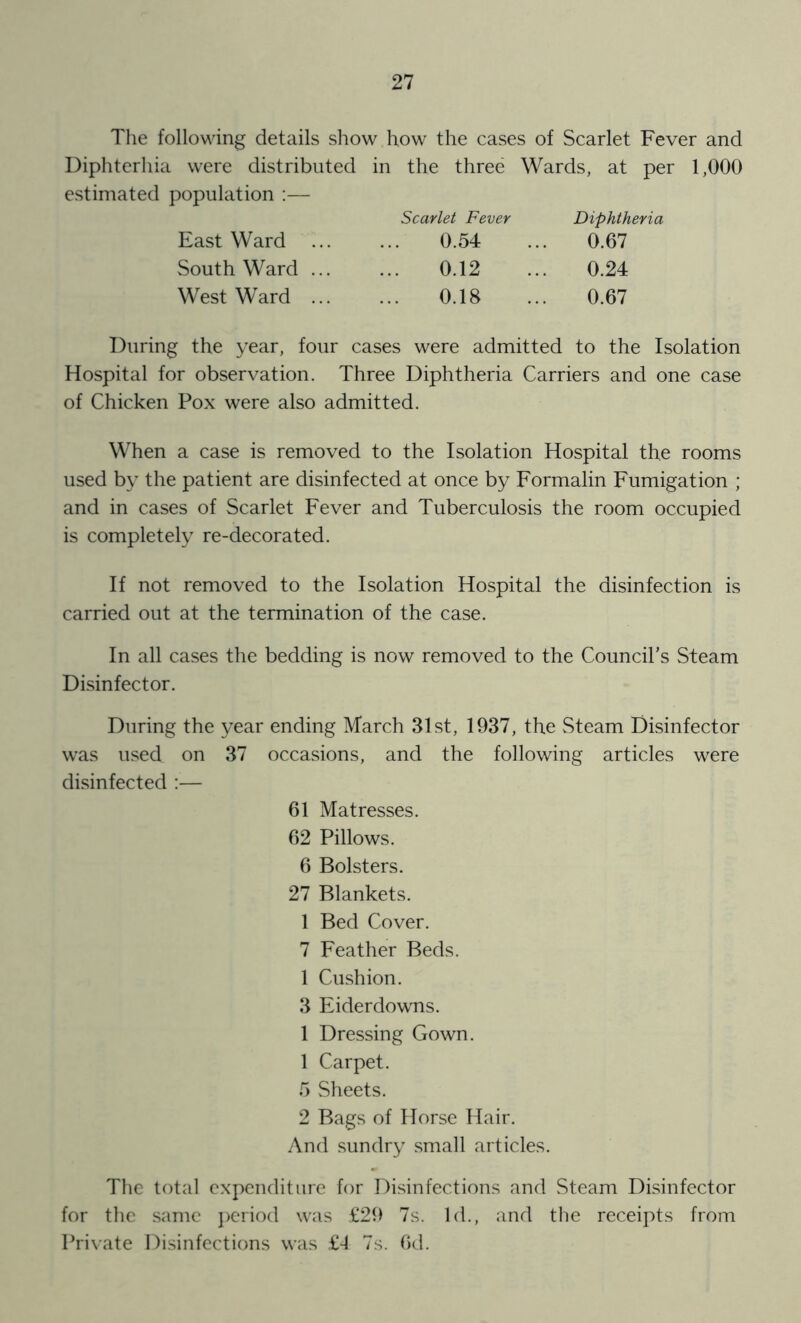 27
The following details show how the cases of Scarlet Fever and
Diphterhia were distributed in the three Wards, at per 1,000
estimated population :—
Scarlet Fever Diphtheria
East Ward ... ... 0.54 ... 0.67
South Ward ... ... 0.12 ... 0.24
West Ward ... ... 0.18 ... 0.67
During the year, four cases were admitted to the Isolation
Hospital for observation. Three Diphtheria Carriers and one case
of Chicken Pox were also admitted.
When a case is removed to the Isolation Hospital the rooms
used by the patient are disinfected at once by Formalin Fumigation ;
and in cases of Scarlet Fever and Tuberculosis the room occupied
is completely re-decorated.
If not removed to the Isolation Hospital the disinfection is
carried out at the termination of the case.
In all cases the bedding is now removed to the Council's Steam
Disinfector.
During the year ending March 31st, 1937, the Steam Disinfector
was used on 37 occasions, and the following articles were
disinfected :—
61 Matresses.
62 Pillows.
6 Bolsters.
27 Blankets.
1 Bed Cover.
7 Feather Beds.
1 Cushion.
3 Eiderdowns.
1 Dressing Gown.
1 Carpet.
5 Sheets.
2 Bags of Horse Hair.
And sundry small articles.
The total expenditure for Disinfections and Steam Disinfector
for the same period was £29 7s. 1d., and the receipts from
Private Disinfections was £4 7s. 6d.